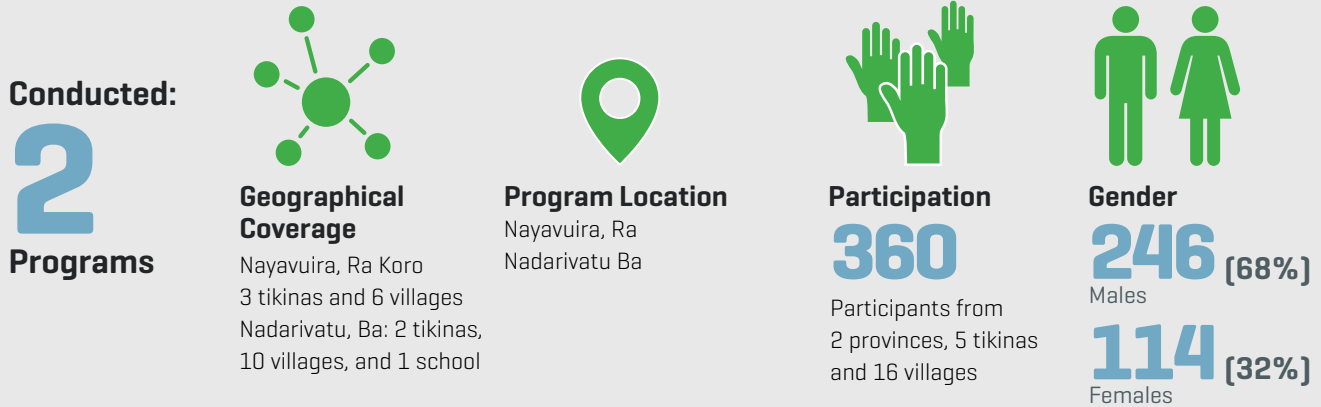 Conducted:
2
Programs
Geographical
Coverage
Nayavuira, Ra Koro
3 tikinas and 6 villages
Nadarivatu, Ba: 2 tikinas,
10 villages, and 1 school
Program Location
Nayavuira, Ra
Nadarivatu Ba
Participation
360
Participants from
2 provinces, 5 tikinas
and 16 villages
Gender
246 (68%)
Males
114 (32%)
Females